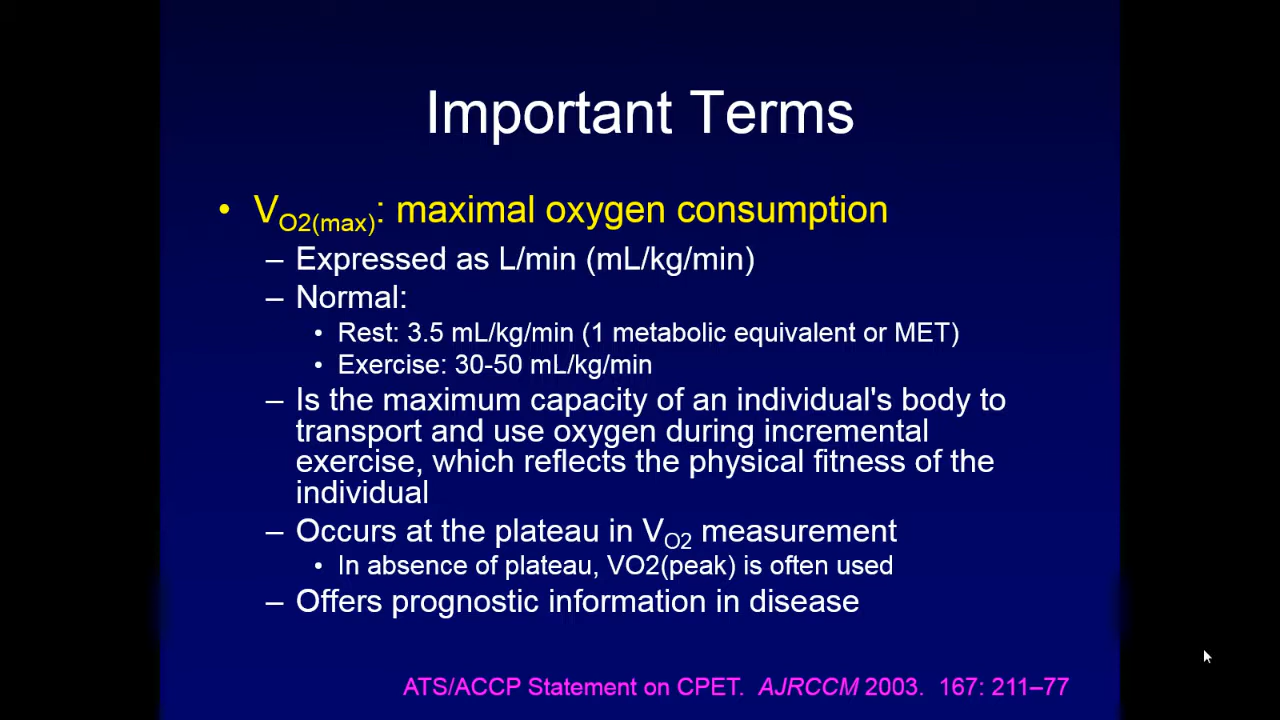 Important Terms
• VO2(max): maximal oxygen consumption
– Expressed as L/min (mL/kg/min)
– Normal:
• Rest: 3.5 mL/kg/min (1 metabolic equivalent or MET)
• Exercise: 30-50 mL/kg/min
– Is the maximum capacity of an individual's body to
transport and use oxygen during incremental
exercise, which reflects the physical fitness of the
individual
– Occurs at the plateau in VO2 measurement
• In absence of plateau, VO2(peak) is often used
– Offers prognostic information in disease
ATS/ACCP Statement on CPET. AJRCCM 2003. 167: 211–77